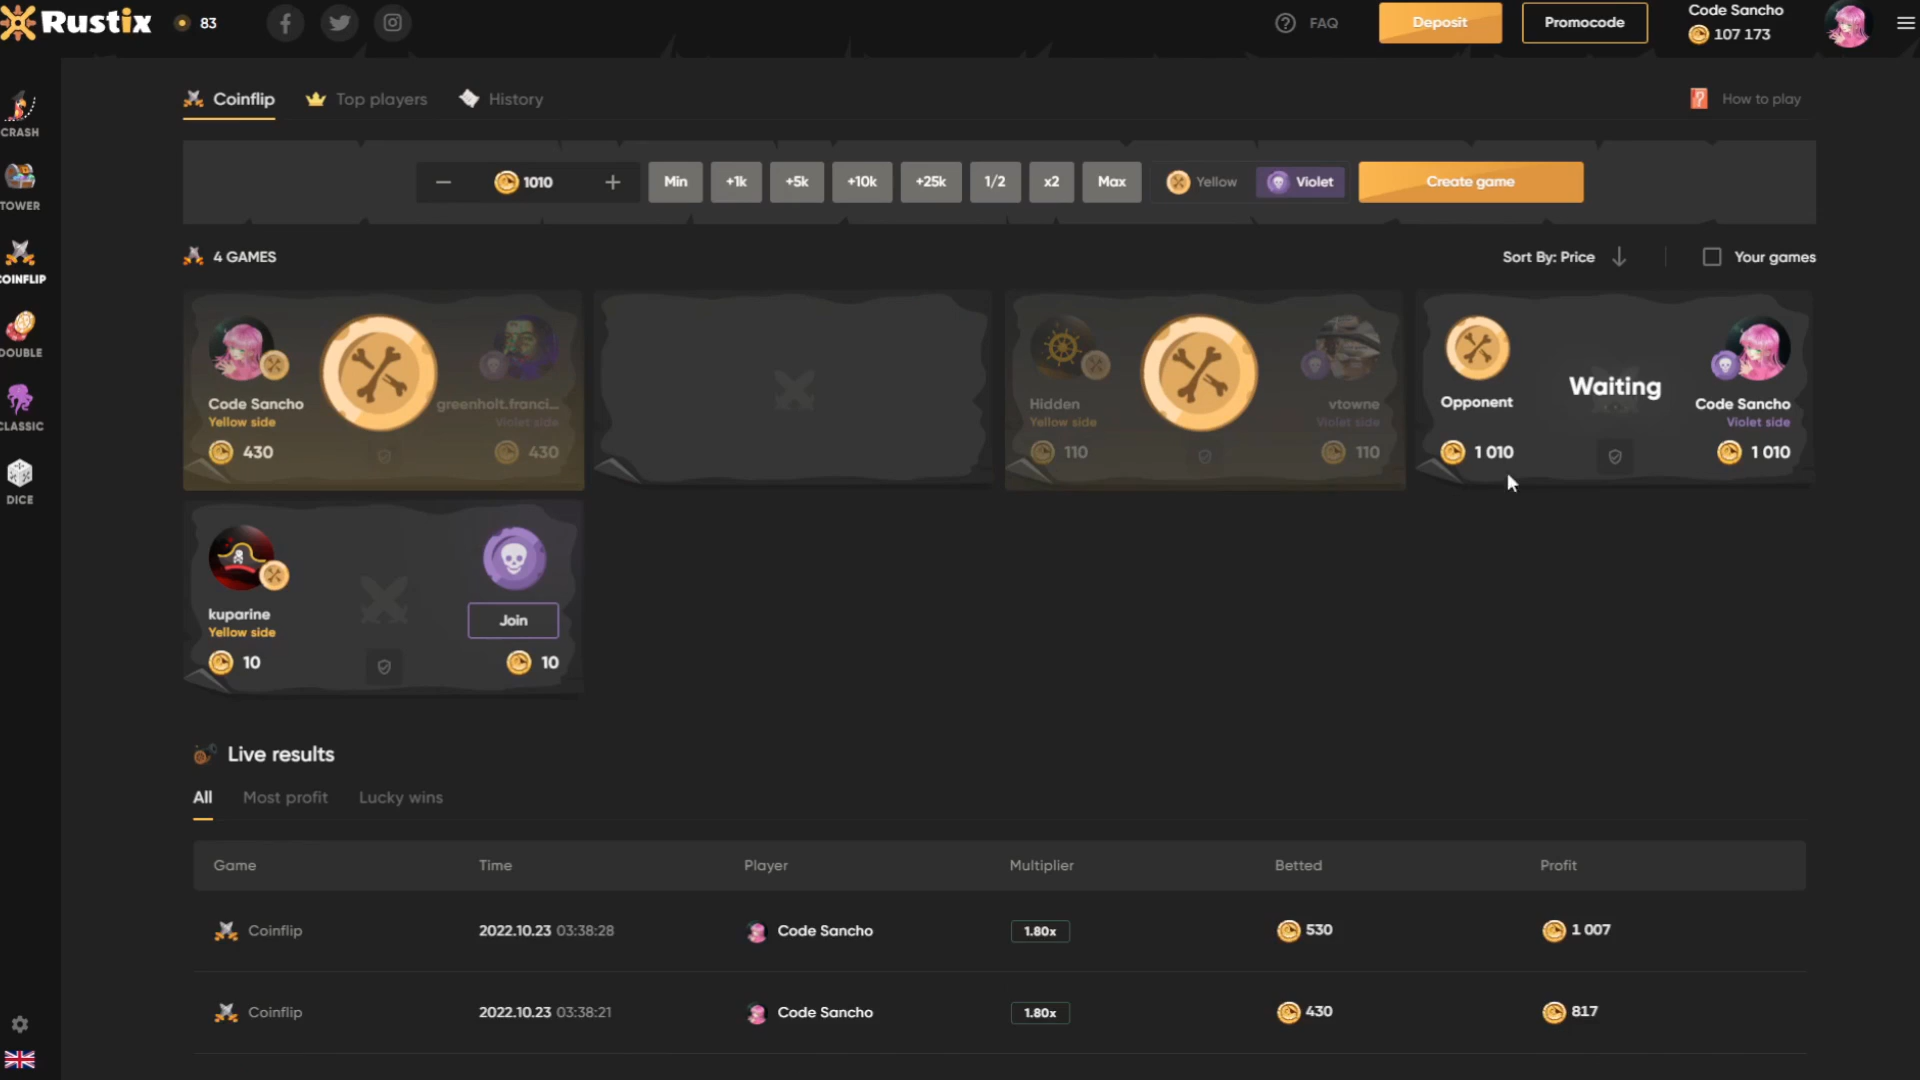 Rustix
83
FAQ
Deposit
Promocode
Code Sancho
107 173
CRASH
TOWER
COINFLIP
DOUBLE
CLASSIC
DICE
Coinflip
Top players
History
How to play
1010
Min
+1k
+5k
+10k
+25k
1/2
x2
Max
Yellow
Violet
Create game
4 GAMES
Sort By: Price
Your games
Code Sancho
Yellow side
430
greenholt.franci...
Violet side
430
Hidden
Yellow side
110
vtowne
Violet side
110
Opponent
1 010
Waiting
Code Sancho
Violet side
1 010
kuparine
Yellow side
10
Join
10
Live results
All Most profit Lucky wins
Game Time Player Multiplier Betted Profit
Coinflip 2022.10.23 03:38:28 Code Sancho 1.80x 530 1 007
Coinflip 2022.10.23 03:38:21 Code Sancho 1.80x 430 817